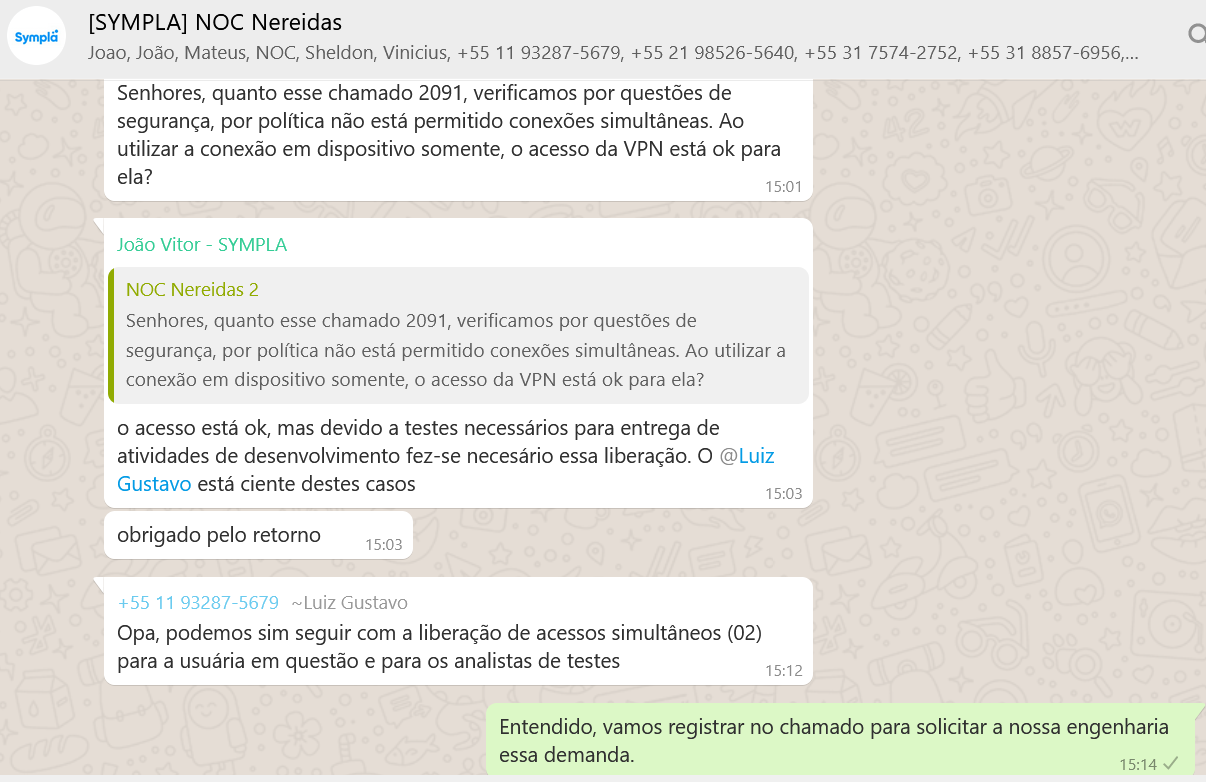 Sympla
[SYMPLA] NOC Nereidas
Joao, João, Mateus, NOC, Sheldon, Vinicius, +55 11 93287-5679, +55 21 98526-5640, +55 31 7574-2752, +55 31 8857-6956,...
Senhores, quanto esse chamado 2091, verificamos por questões de
segurança, por política não está permitido conexões simultâneas. Ao
utilizar a conexão em dispositivo somente, o acesso da VPN está ok para
ela?
15:01
João Vitor - SYMPLA
NOC Nereidas 2
Senhores, quanto esse chamado 2091, verificamos por questões de
segurança, por política não está permitido conexões simultâneas. Ao utilizar a
conexão em dispositivo somente, o acesso da VPN está ok para ela?
o acesso está ok, mas devido a testes necessários para entrega de
atividades de desenvolvimento fez-se necesário essa liberação. O @Luiz
Gustavo está ciente destes casos
15:03
obrigado pelo retorno
15:03
+55 11 93287-5679 ~Luiz Gustavo
Opa, podemos sim seguir com a liberação de acessos simultâneos (02)
para a usuária em questão e para os analistas de testes
15:12
Entendido, vamos registrar no chamado para solicitar a nossa engenharia
essa demanda.
15:14